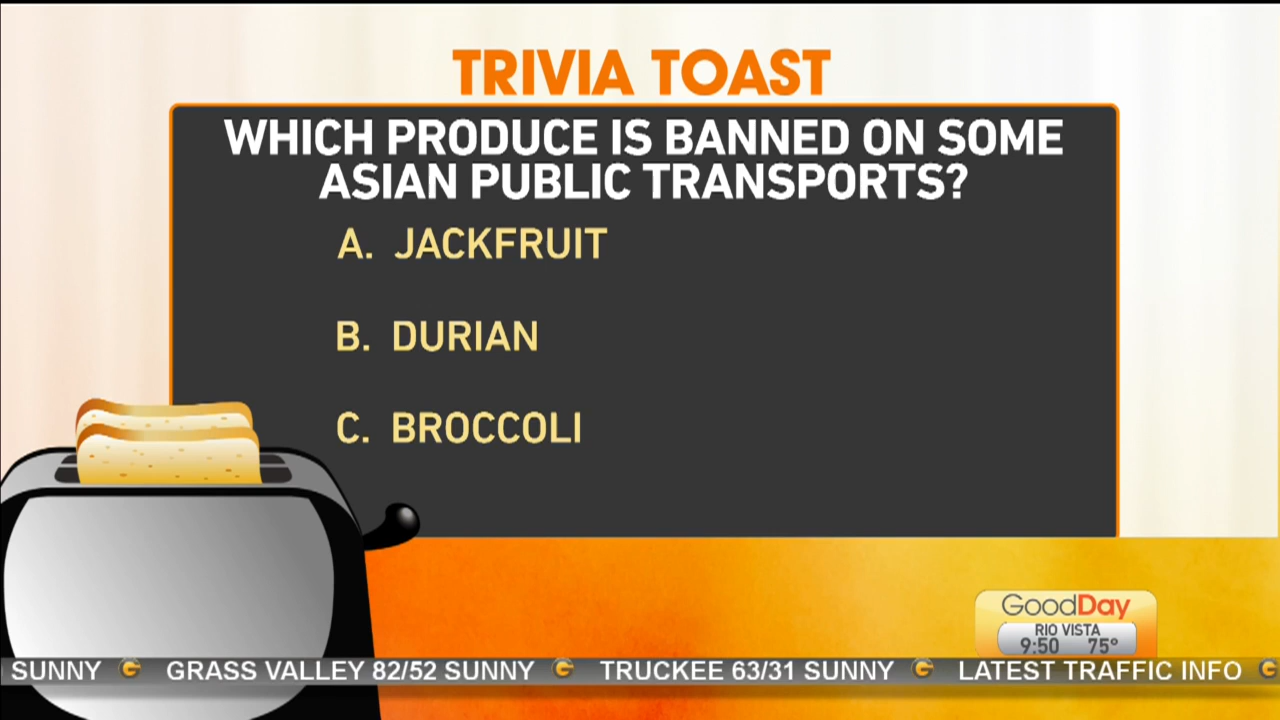 TRIVIA TOAST
WHICH PRODUCE IS BANNED ON SOME
ASIAN PUBLIC TRANSPORTS?
A. JACKFRUIT
B. DURIAN
C. BROCCOLI
GoodDay
RIO VISTA
9:50 75°
SUNNY GRASS VALLEY 82/52 SUNNY TRUCKEE 63/31 SUNNY LATEST TRAFFIC INFO